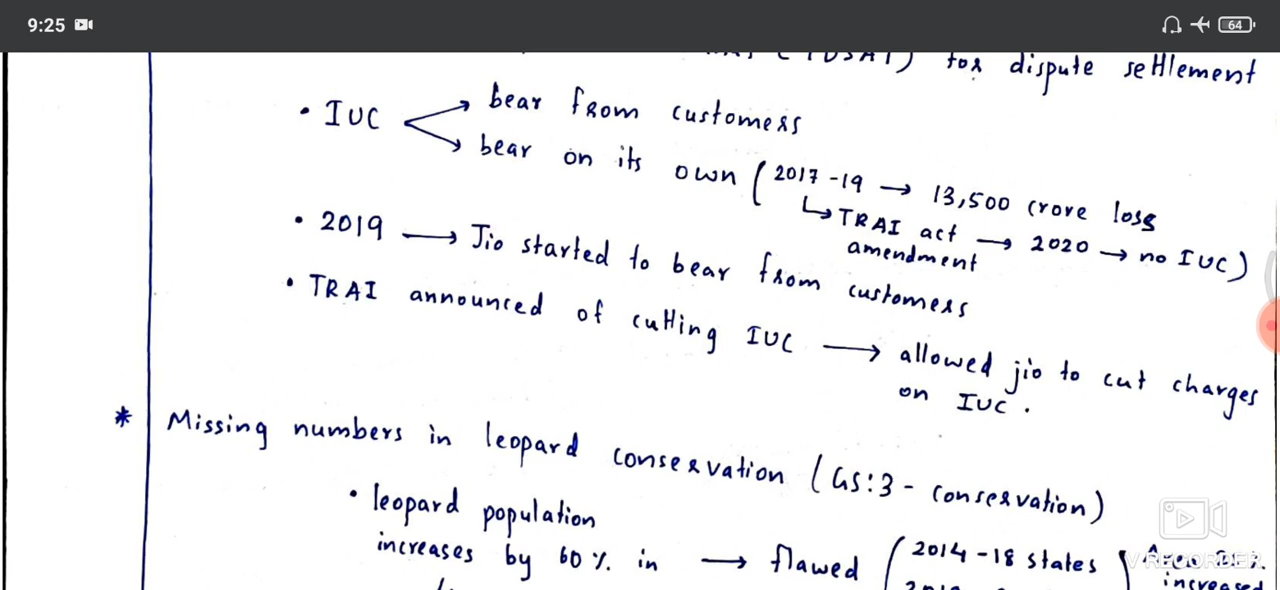 9:25
64
(TDSAT) for dispute settlement
• IUC → bear from customers
→ bear on its own (2017-19 → 13,500 crore loss
↳ TRAI act amendment → 2020 → no IUC)
• 2019 → Jio started to bear from customers
• TRAI announced of cutting IUC → allowed jio to cut charges
on IUC.
* Missing numbers in leopard conservation (GS:3 - conservation)
• leopard population
increases by 60% in → flawed (2014-18 states
increased
V RECORDER